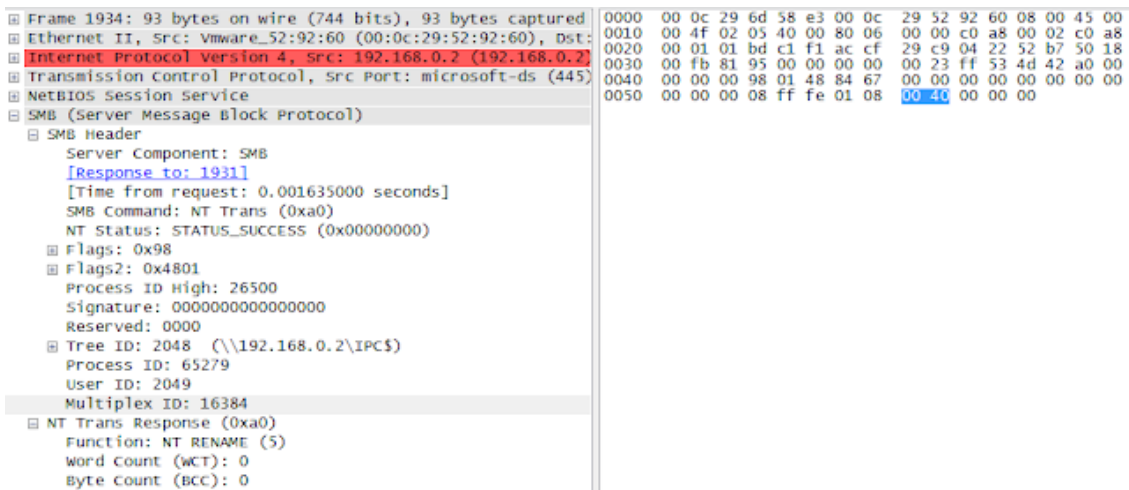 Frame 1934: 93 bytes on wire (744 bits), 93 bytes captured
Ethernet II, Src: Vmware_52:92:60 (00:0c:29:52:92:60), Dst:
Internet Protocol Version 4, Src: 192.168.0.2 (192.168.0.2)
Transmission Control Protocol, Src Port: microsoft-ds (445)
NetBIOS Session Service
SMB (Server Message Block Protocol)
SMB Header
Server Component: SMB
[Response to: 1931]
[Time from request: 0.001635000 seconds]
SMB Command: NT Trans (0xa0)
NT Status: STATUS_SUCCESS (0x00000000)
Flags: 0x98
Flags2: 0x4801
Process ID High: 26500
Signature: 0000000000000000
Reserved: 0000
Tree ID: 2048 (\\192.168.0.2\IPC$)
Process ID: 65279
User ID: 2049
Multiplex ID: 16384
NT Trans Response (0xa0)
Function: NT RENAME (5)
Word Count (WCT): 0
Byte Count (BCC): 0
0000 00 0c 29 6d 58 e3 00 0c 29 52 92 60 08 00 45 00
0010 00 4f 02 05 40 00 80 06 00 00 c0 a8 00 02 c0 a8
0020 00 01 01 bd c1 f1 ac cf 29 c9 04 22 52 b7 50 18
0030 00 fb 81 95 00 00 00 00 00 23 ff 53 4d 42 a0 00
0040 00 00 00 98 01 48 84 67 00 00 00 00 00 00 00 00
0050 00 00 00 08 ff fe 01 08 00 40 00 00 00